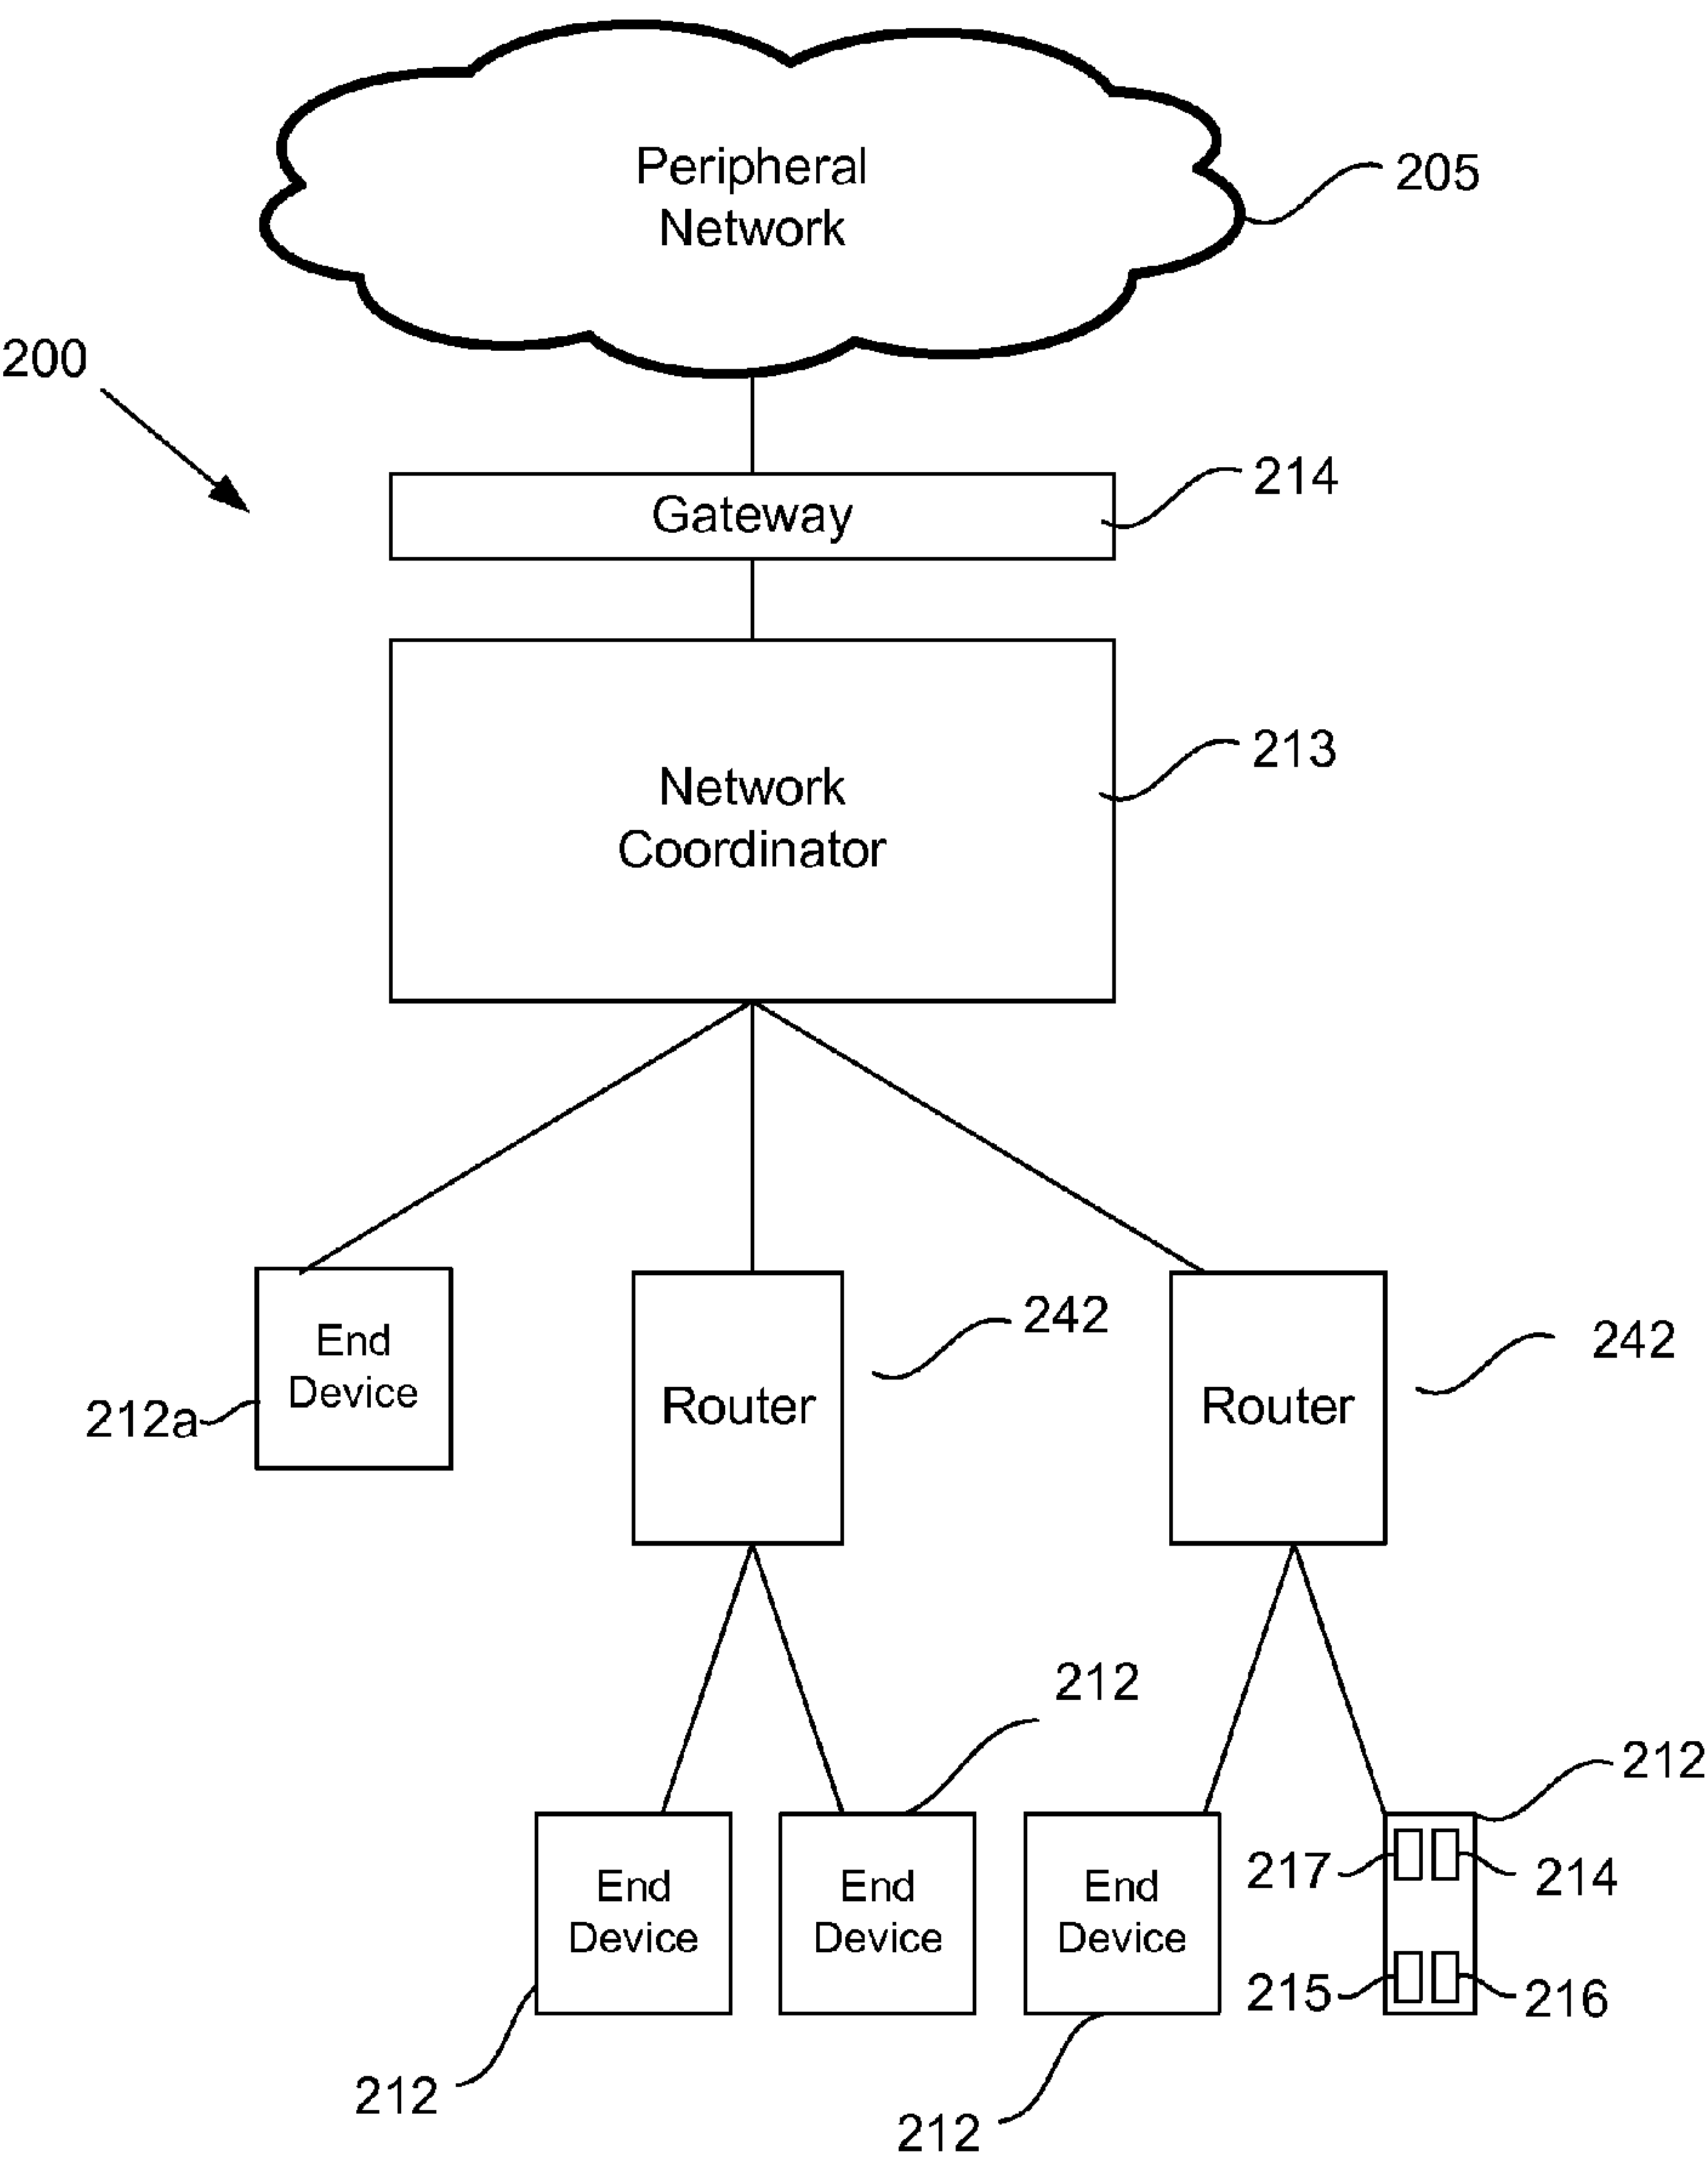 Peripheral
Network
205
200
Gateway
214
Network
Coordinator
213
End
Device
212a
Router
242
Router
242
212
212
End
Device
End
Device
End
Device
217
214
215
216
212
212